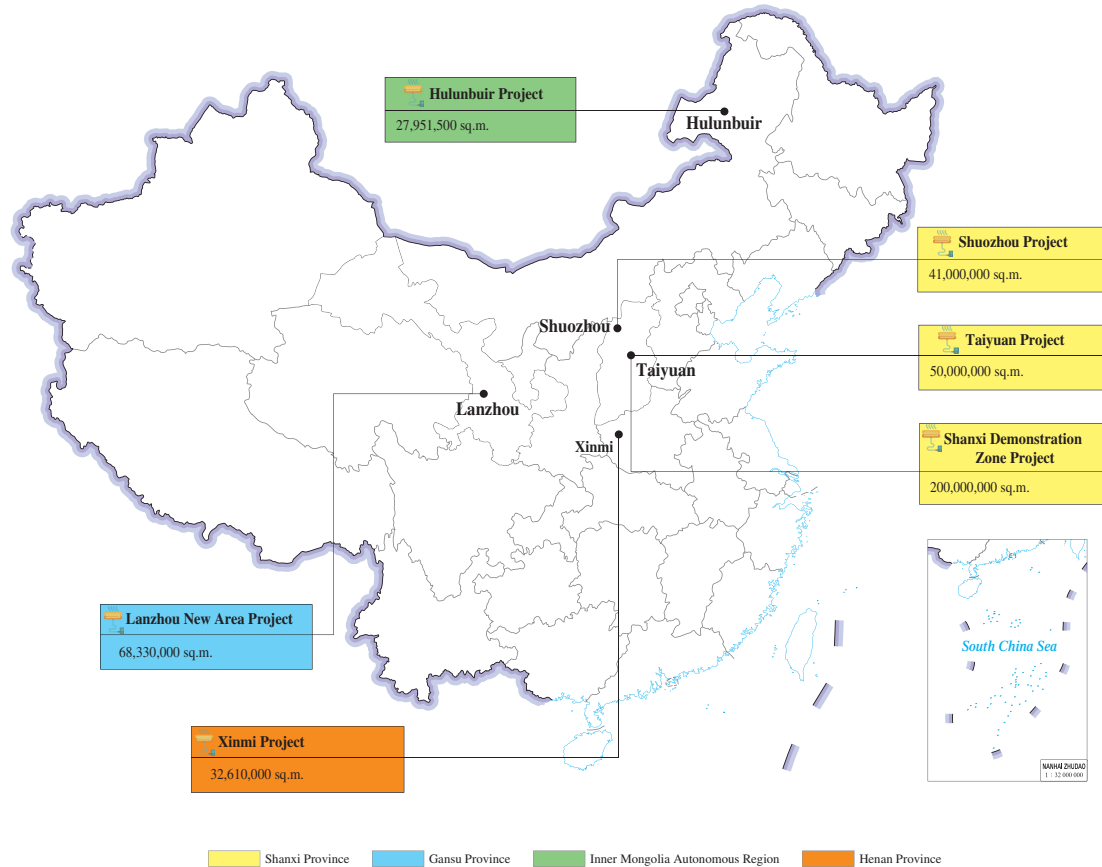 Hulunbuir Project
27,951,500 sq.m.
Hulunbuir
Shuozhou Project
41,000,000 sq.m.
Shuozhou
Taiyuan Project
50,000,000 sq.m.
Taiyuan
Lanzhou
Shanxi Demonstration
Zone Project
200,000,000 sq.m.
Xinmi
Lanzhou New Area Project
68,330,000 sq.m.
South China Sea
Xinmi Project
32,610,000 sq.m.
NANHAI ZHUDAO
1 : 32 000 000
Shanxi Province
Gansu Province
Inner Mongolia Autonomous Region
Henan Province